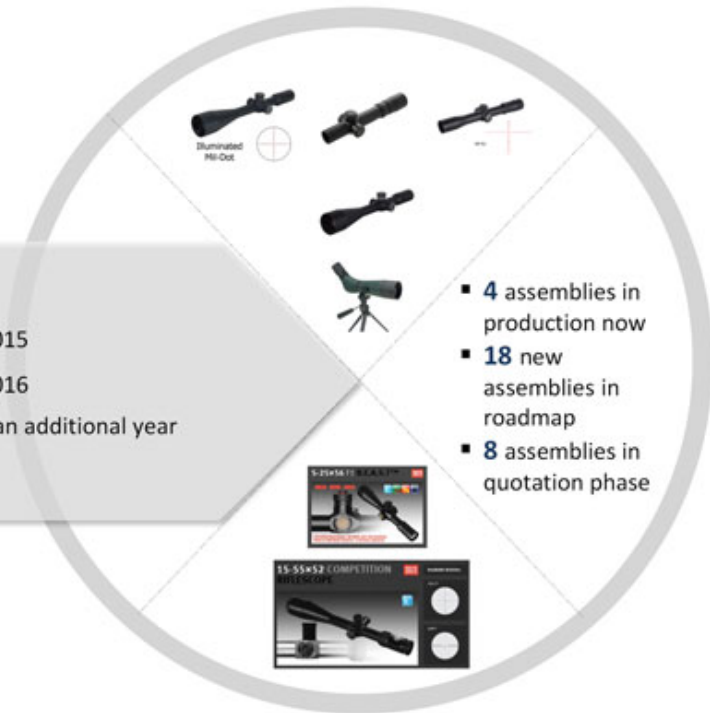 Illuminated
Mil-Dot
015
016
an additional year
▪ 4 assemblies in
production now
▪ 18 new
assemblies in
roadmap
▪ 8 assemblies in
quotation phase
5-25×56 F1
15-55×52 COMPETITION
RIFLESCOPE